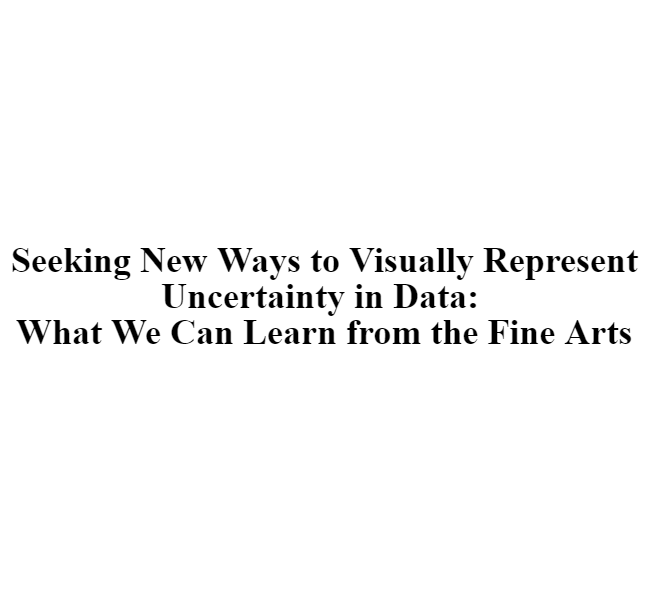 Seeking New Ways to Visually Represent
Uncertainty in Data:
What We Can Learn from the Fine Arts